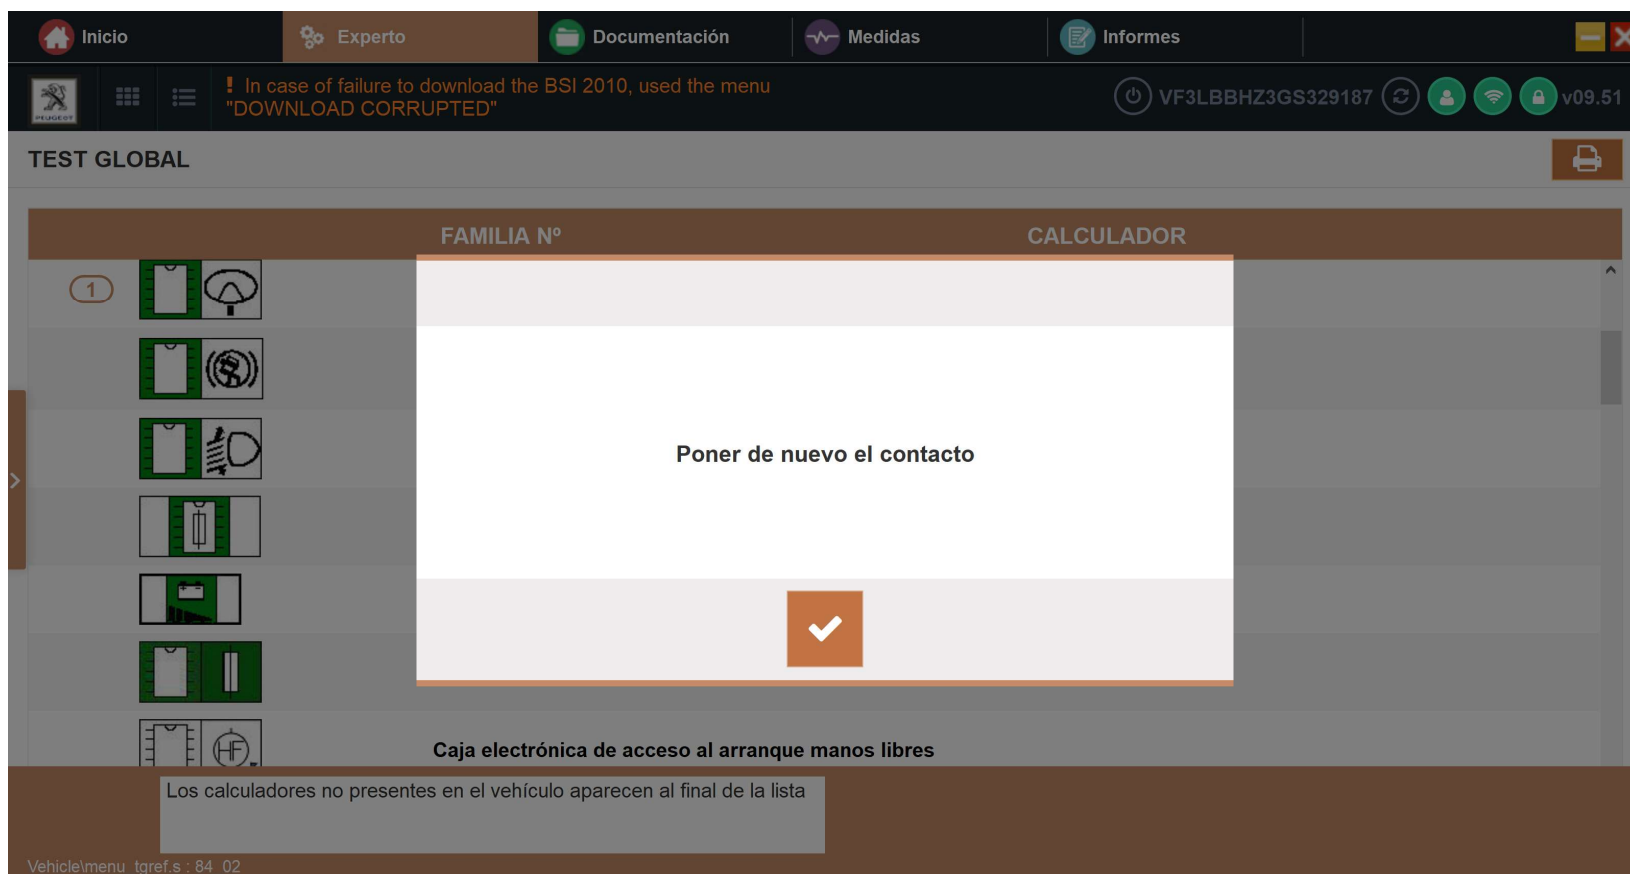 Inicio
Experto
Documentación
Medidas
Informes
PEUGEOT
! In case of failure to download the BSI 2010, used the menu
"DOWNLOAD CORRUPTED"
VF3LBBHZ3GS329187
v09.51
TEST GLOBAL
FAMILIA Nº
CALCULADOR
1
Poner de nuevo el contacto
HF
Caja electrónica de acceso al arranque manos libres
Los calculadores no presentes en el vehículo aparecen al final de la lista
Vehicle\menu_tgref.s : 84_02